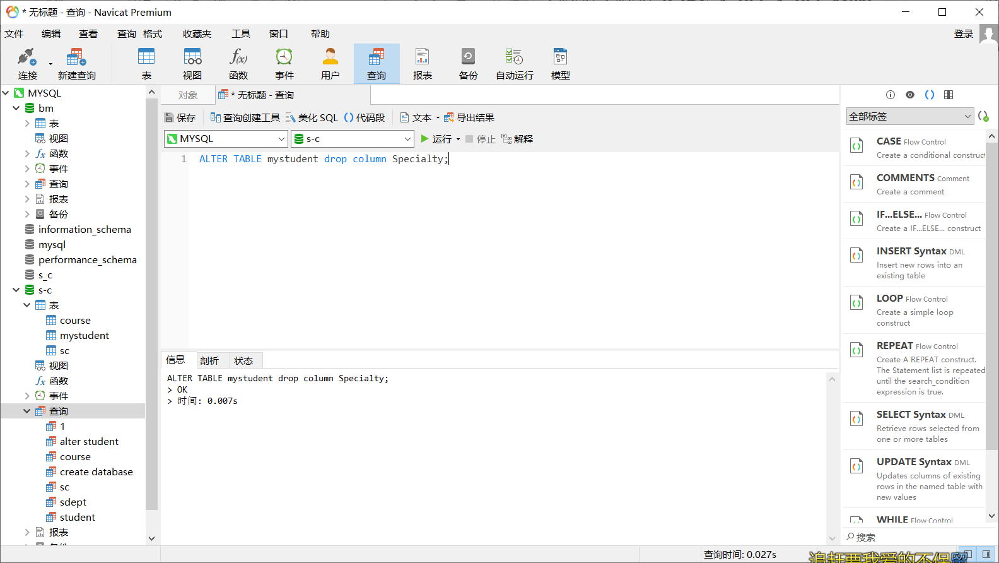 * 无标题 - 查询 - Navicat Premium
文件 编辑 查看 查询 格式 收藏夹 工具 窗口 帮助 登录
连接 新建查询 表 视图 函数 事件 用户 查询 报表 备份 自动运行 模型
MYSQL
bm
表
视图
函数
事件
查询
报表
备份
information_schema
mysql
performance_schema
s_c
s-c
表
course
mystudent
sc
视图
函数
事件
查询
1
alter student
course
create database
sc
sdept
student
报表
对象 * 无标题 - 查询
保存 查询创建工具 美化 SQL 代码段 文本 导出结果
MYSQL s-c 运行 停止 解释
1 ALTER TABLE mystudent drop column Specialty;
信息 剖析 状态
ALTER TABLE mystudent drop column Specialty;
> OK
> 时间: 0.007s
全部标签
CASE Flow Control
Create a conditional construct
COMMENTS Comment
Create a comment
IF...ELSE... Flow Control
Create a IF...ELSE... construct
INSERT Syntax DML
Insert new rows into an
existing table
LOOP Flow Control
Create a simple loop
construct
REPEAT Flow Control
Create A REPEAT construct.
The Statement list is repeated
until the search_condition
expression is true.
SELECT Syntax DML
Retrieve rows selected from
one or more tables
UPDATE Syntax DML
Updates columns of existing
rows in the named table with
new values
WHILE Flow Control
搜索
查询时间: 0.027s